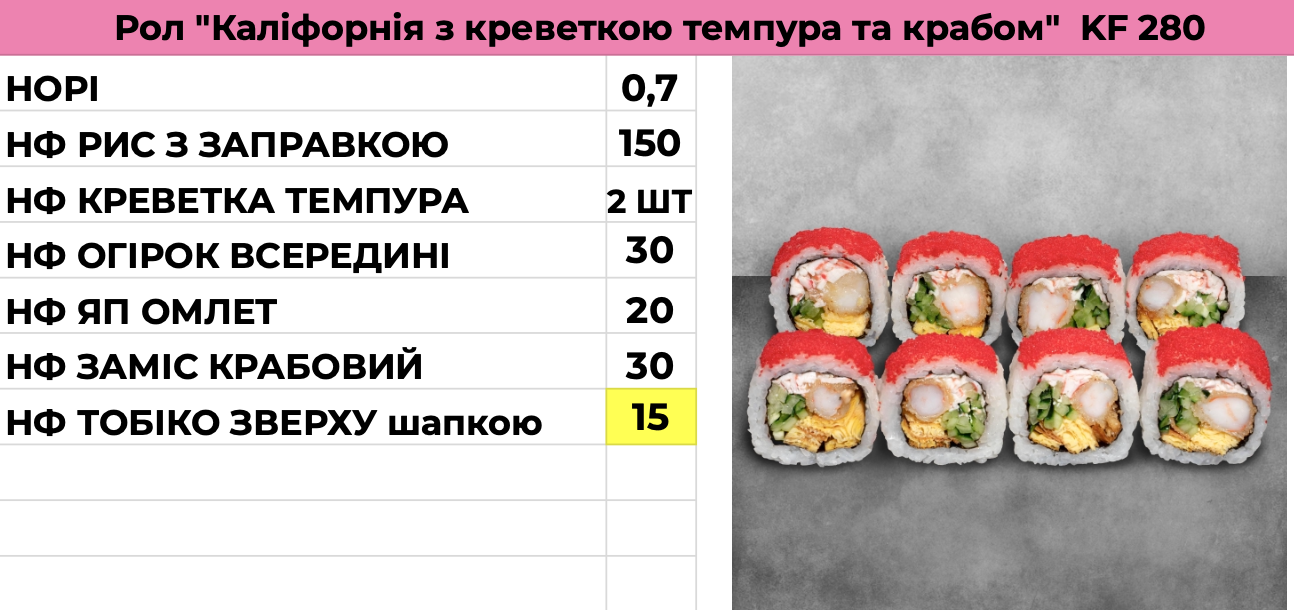 Рол "Каліфорнія з креветкою темпура та крабом" KF 280
НОРІ 0,7
НФ РИС З ЗАПРАВКОЮ 150
НФ КРЕВЕТКА ТЕМПУРА 2 ШТ
НФ ОГІРОК ВСЕРЕДИНІ 30
НФ ЯП ОМЛЕТ 20
НФ ЗАМІС КРАБОВИЙ 30
НФ ТОБІКО ЗВЕРХУ шапкою 15